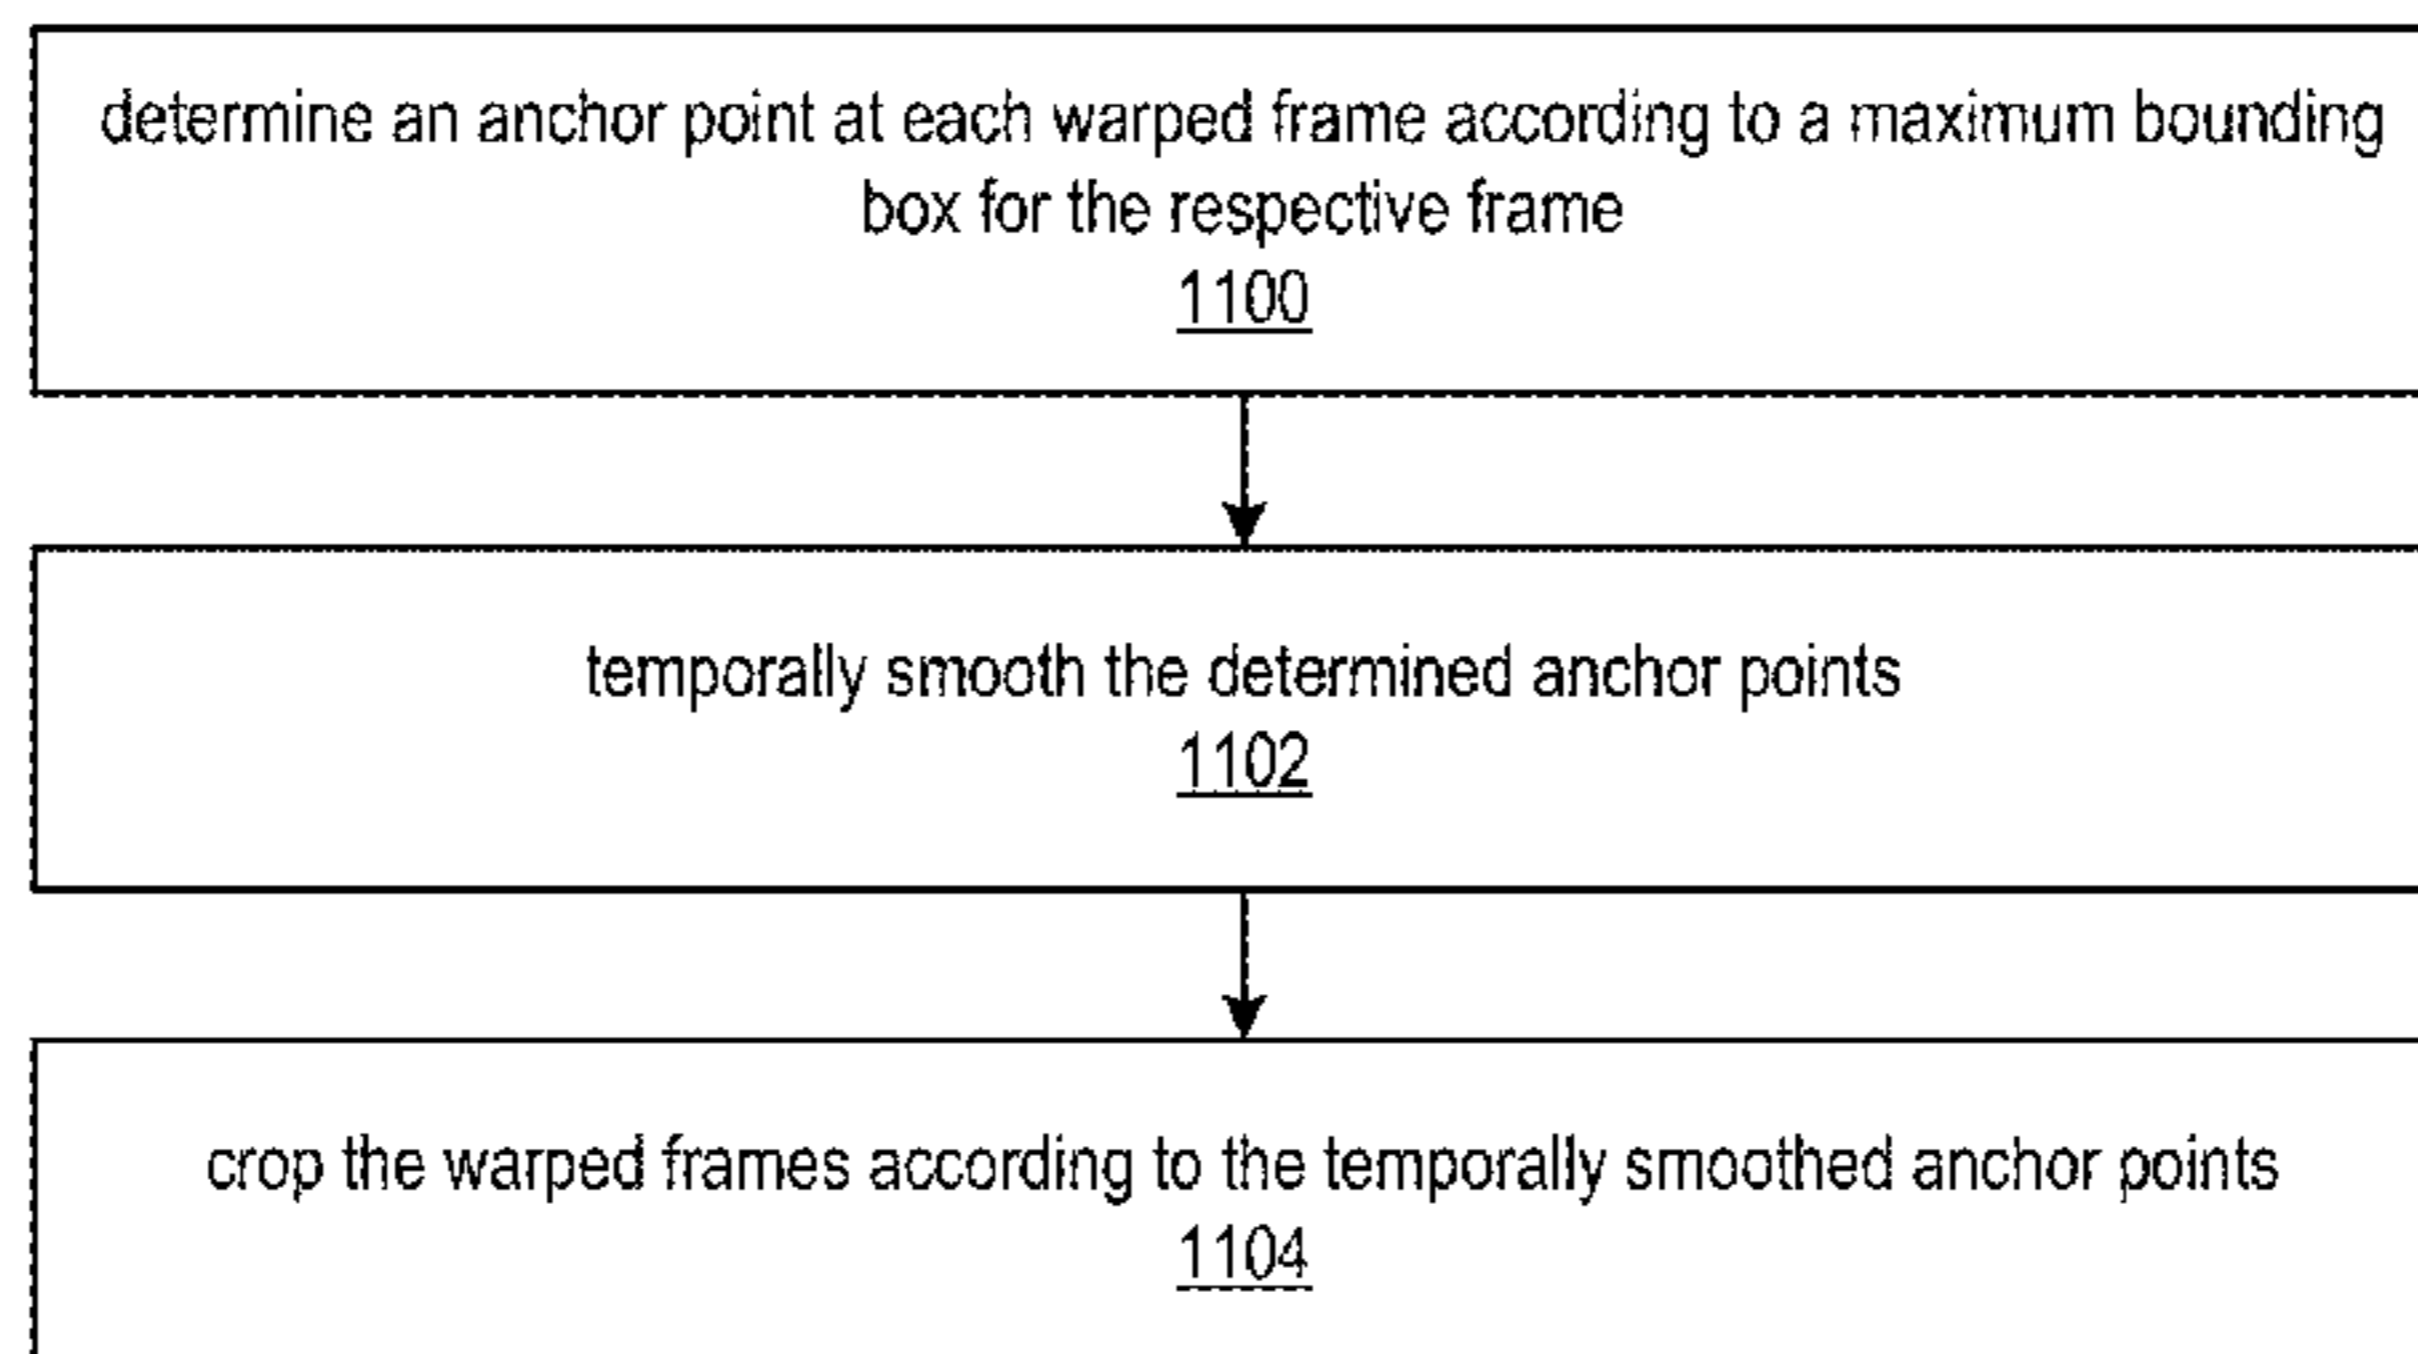 determine an anchor point at each warped frame according to a maximum bounding
box for the respective frame
1100
temporally smooth the determined anchor points
1102
crop the warped frames according to the temporally smoothed anchor points
1104